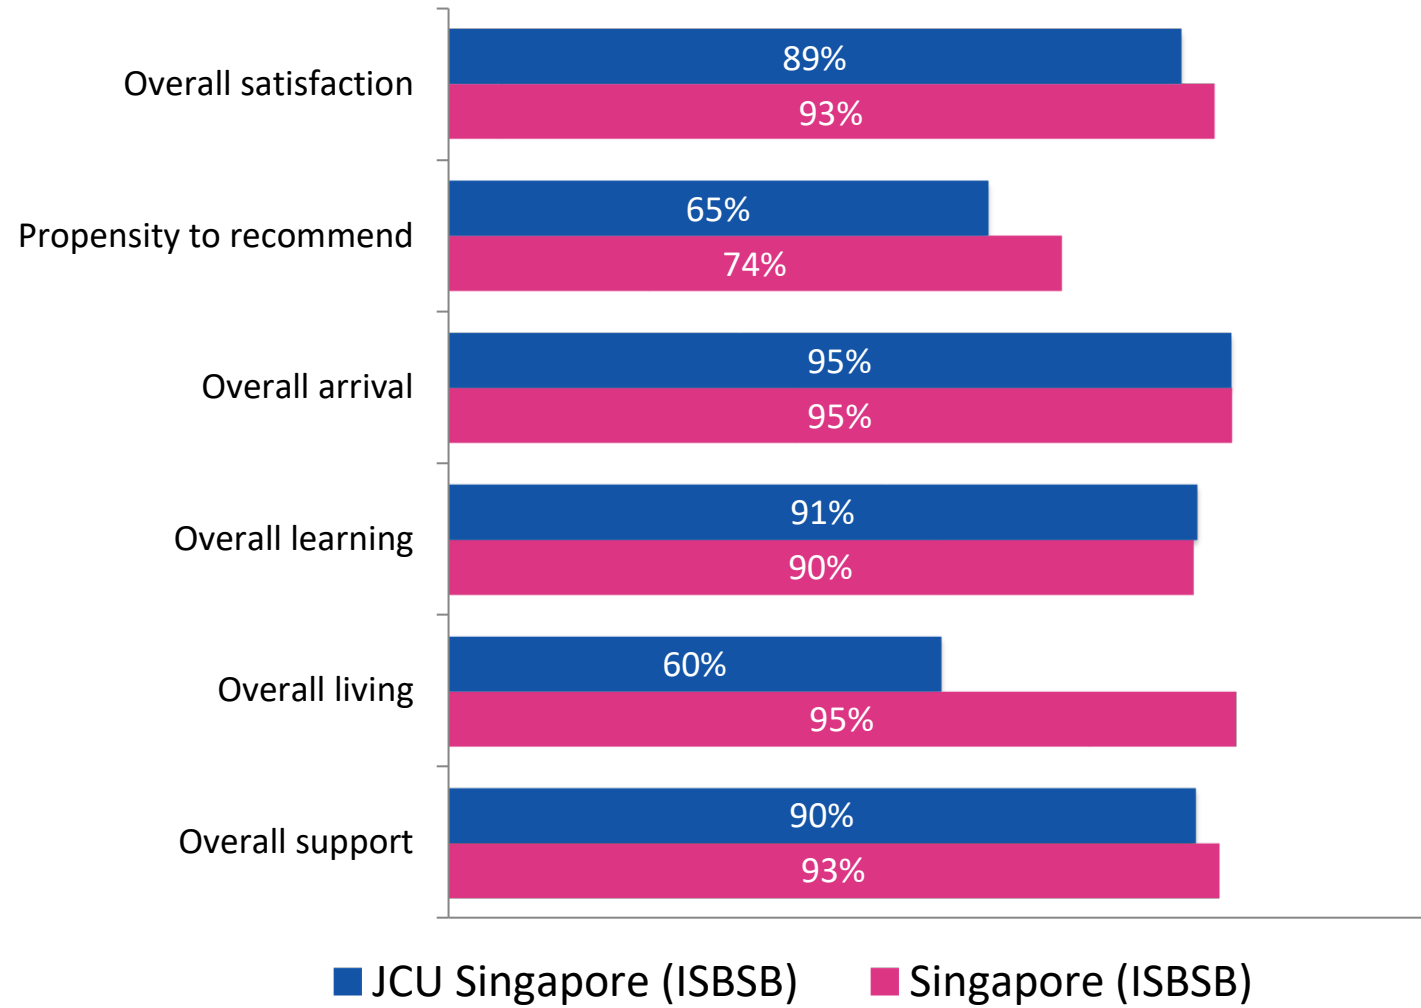 Overall satisfaction
89%
93%
Propensity to recommend
65%
74%
Overall arrival
95%
95%
Overall learning
91%
90%
Overall living
60%
95%
Overall support
90%
93%
JCU Singapore (ISBSB) Singapore (ISBSB)